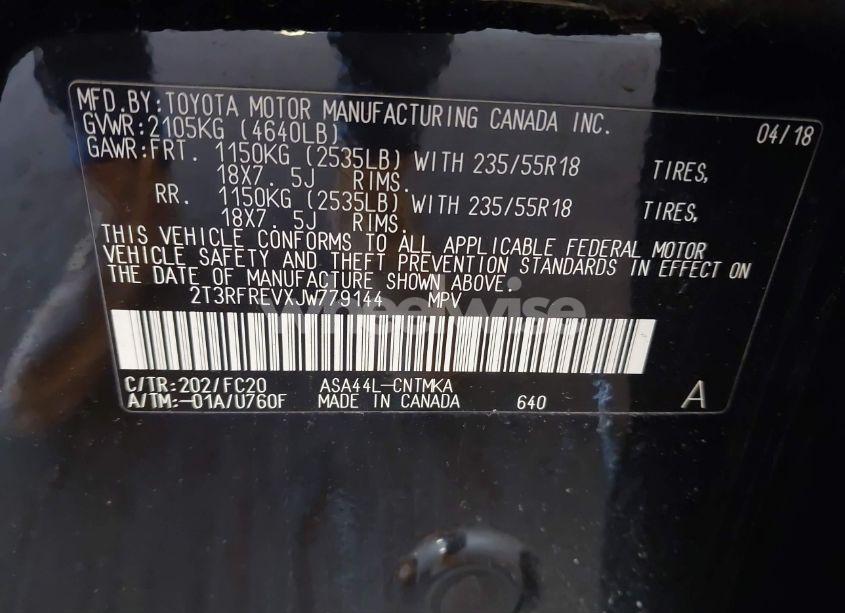 MFD.BY:TOYOTA MOTOR MANUFACTURING CANADA INC. 04/18
GVWR:2105KG (4640LB)
GAWR:FRT. 1150KG (2535LB) WITH 235/55R18 TIRES,
18X7. 5J RIMS.
RR. 1150KG (2535LB) WITH 235/55R18 TIRES,
18X7. 5J RIMS.
THIS VEHICLE CONFORMS TO ALL APPLICABLE FEDERAL MOTOR
VEHICLE SAFETY AND THEFT PREVENTION STANDARDS IN EFFECT ON
THE DATE OF MANUFACTURE SHOWN ABOVE.
2T3RFREVXJW779144 MPV
wheelwise
C/TR:202/FC20 ASA44L-CNTMKA
A/TM:-01A/U760F MADE IN CANADA 640 A